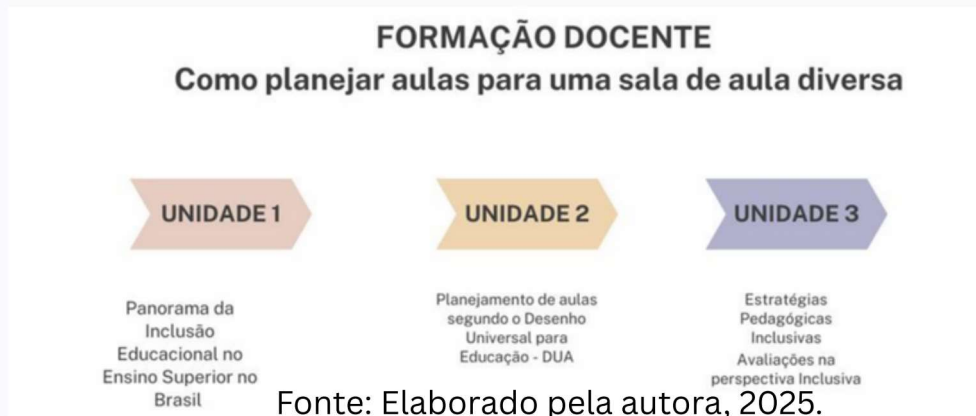 FORMAÇÃO DOCENTE
Como planejar aulas para uma sala de aula diversa
UNIDADE 1
UNIDADE 2
UNIDADE 3
Panorama da
Inclusão
Educacional no
Ensino Superior no
Brasil
Planejamento de aulas
segundo o Desenho
Universal para
Educação - DUA
Estratégias
Pedagógicas
Inclusivas
Avaliações na
perspectiva Inclusiva
Fonte: Elaborado pela autora, 2025.